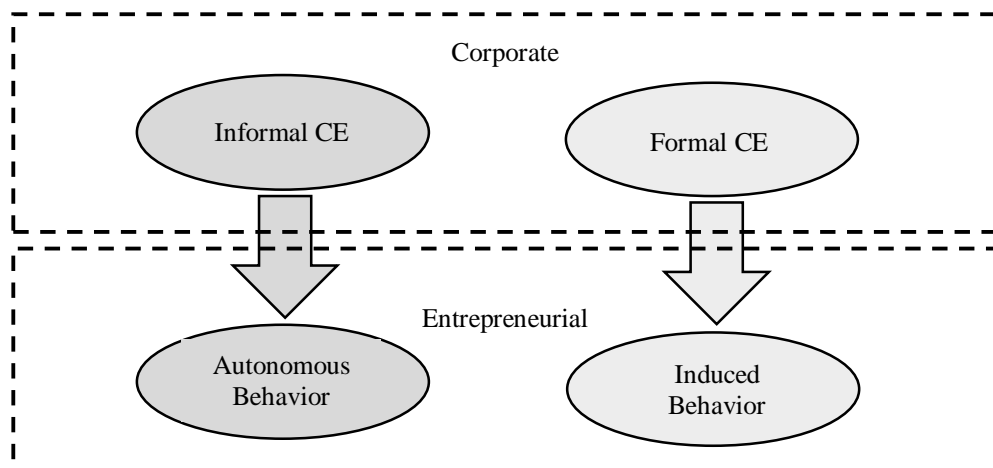 Corporate
Informal CE
Formal CE
Entrepreneurial
Autonomous
Behavior
Induced
Behavior